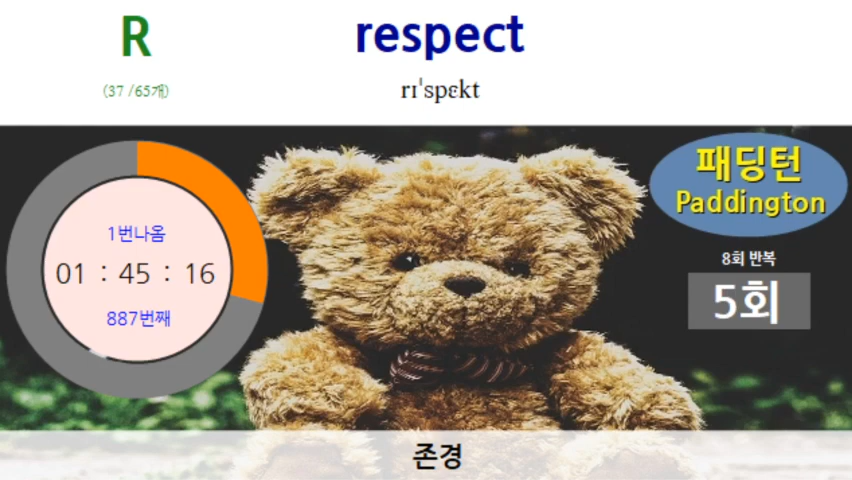 R
respect
(37 /65개)
rɪˈspɛkt
패딩턴
Paddington
1번나옴
01 : 45 : 16
887번째
8회 반복
5회
존경